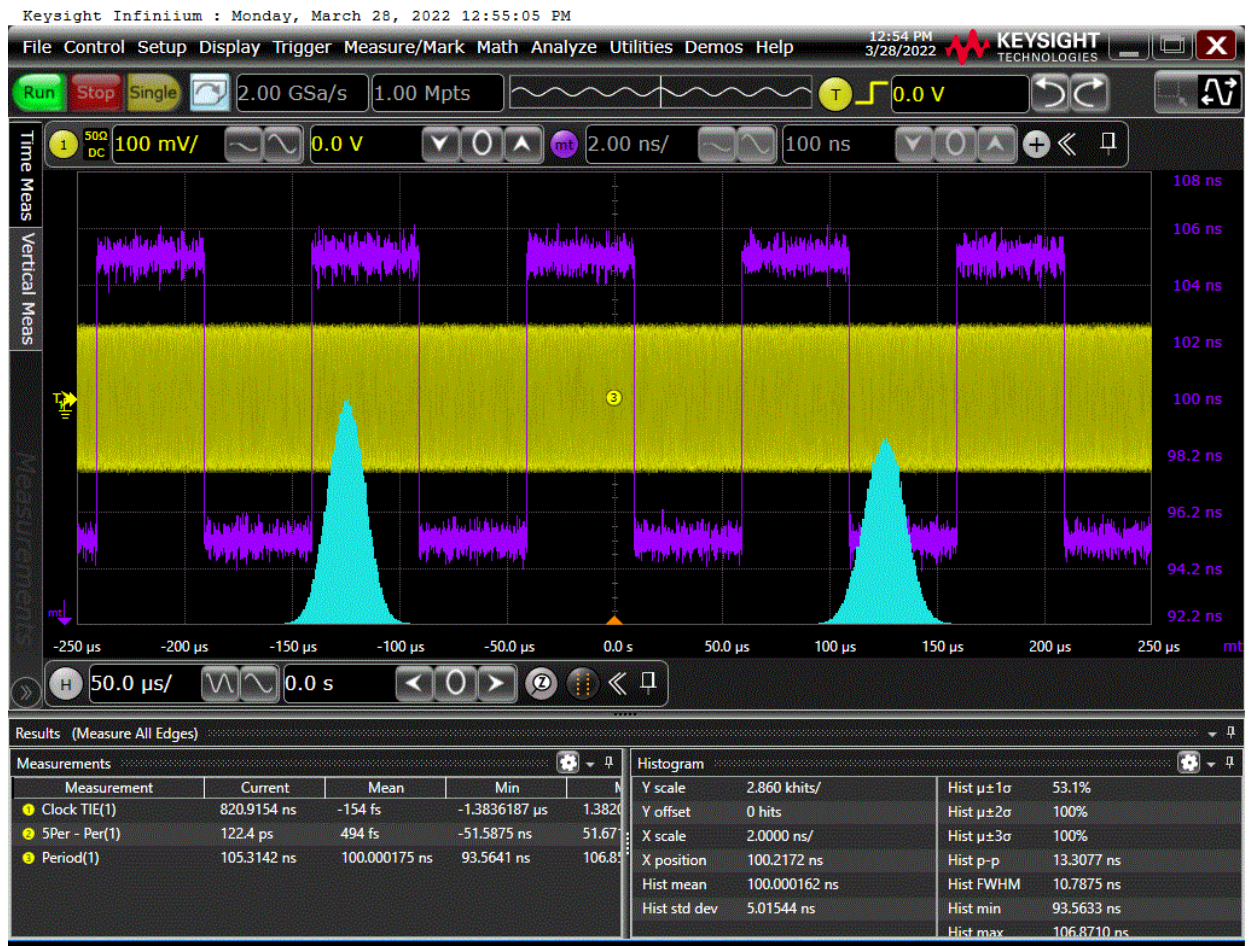 Keysight Infiniium : Monday, March 28, 2022 12:55:05 PM
File Control Setup Display Trigger Measure/Mark Math Analyze Utilities Demos Help
12:54 PM
3/28/2022
KEYSIGHT
TECHNOLOGIES
X
Run Stop Single 2.00 GSa/s 1.00 Mpts T 0.0 V
Time Meas
Vertical Meas
Measurements
1 50Ω DC 100 mV/ 0.0 V mt 2.00 ns/ 100 ns
108 ns
106 ns
104 ns
102 ns
100 ns
98.2 ns
96.2 ns
94.2 ns
92.2 ns
T
3
mt
-250 µs -200 µs -150 µs -100 µs -50.0 µs 0.0 s 50.0 µs 100 µs 150 µs 200 µs 250 µs mt
H 50.0 µs/ 0.0 s Z
Results (Measure All Edges)
Measurements
Measurement Current Mean Min
1 Clock TIE(1) 820.9154 ns -154 fs -1.3836187 µs 1.3820
2 5Per - Per(1) 122.4 ps 494 fs -51.5875 ns 51.671
3 Period(1) 105.3142 ns 100.000175 ns 93.5641 ns 106.85
Histogram
Y scale 2.860 khits/ Hist µ±1σ 53.1%
Y offset 0 hits Hist µ±2σ 100%
X scale 2.0000 ns/ Hist µ±3σ 100%
X position 100.2172 ns Hist p-p 13.3077 ns
Hist mean 100.000162 ns Hist FWHM 10.7875 ns
Hist std dev 5.01544 ns Hist min 93.5633 ns
Hist max 106.8710 ns